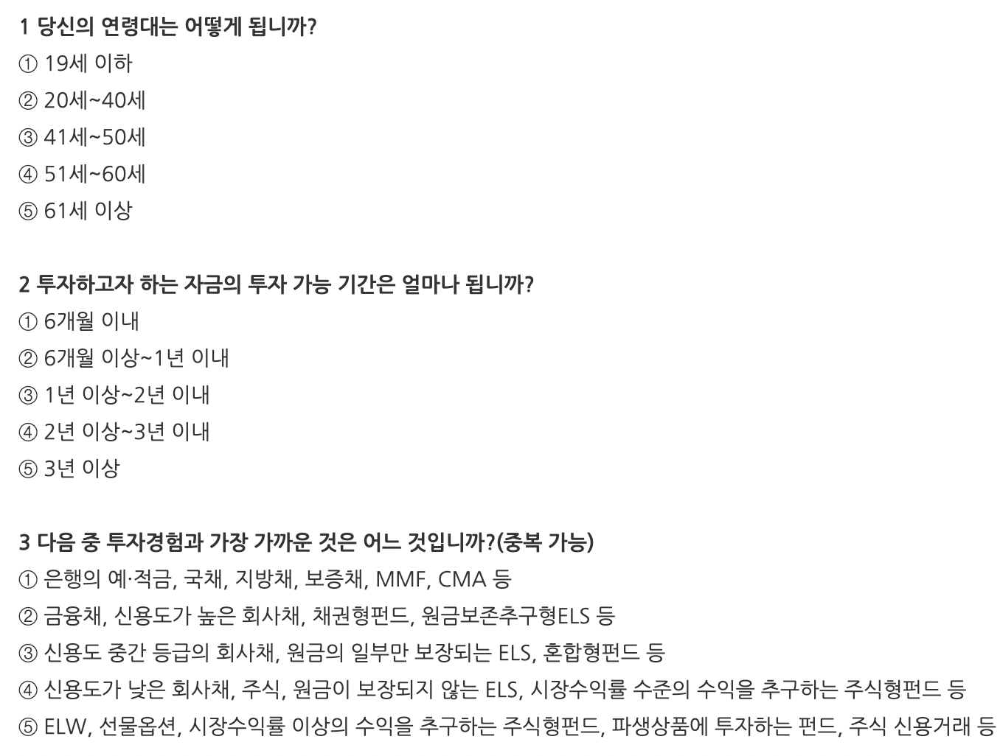 1 당신의 연령대는 어떻게 됩니까?
① 19세 이하
② 20세~40세
③ 41세~50세
④ 51세~60세
⑤ 61세 이상
2 투자하고자 하는 자금의 투자 가능 기간은 얼마나 됩니까?
① 6개월 이내
② 6개월 이상~1년 이내
③ 1년 이상~2년 이내
④ 2년 이상~3년 이내
⑤ 3년 이상
3 다음 중 투자경험과 가장 가까운 것은 어느 것입니까?(중복 가능)
① 은행의 예·적금, 국채, 지방채, 보증채, MMF, CMA 등
② 금융채, 신용도가 높은 회사채, 채권형펀드, 원금보존추구형ELS 등
③ 신용도 중간 등급의 회사채, 원금의 일부만 보장되는 ELS, 혼합형펀드 등
④ 신용도가 낮은 회사채, 주식, 원금이 보장되지 않는 ELS, 시장수익률 수준의 수익을 추구하는 주식형펀드 등
⑤ ELW, 선물옵션, 시장수익률 이상의 수익을 추구하는 주식형펀드, 파생상품에 투자하는 펀드, 주식 신용거래 등